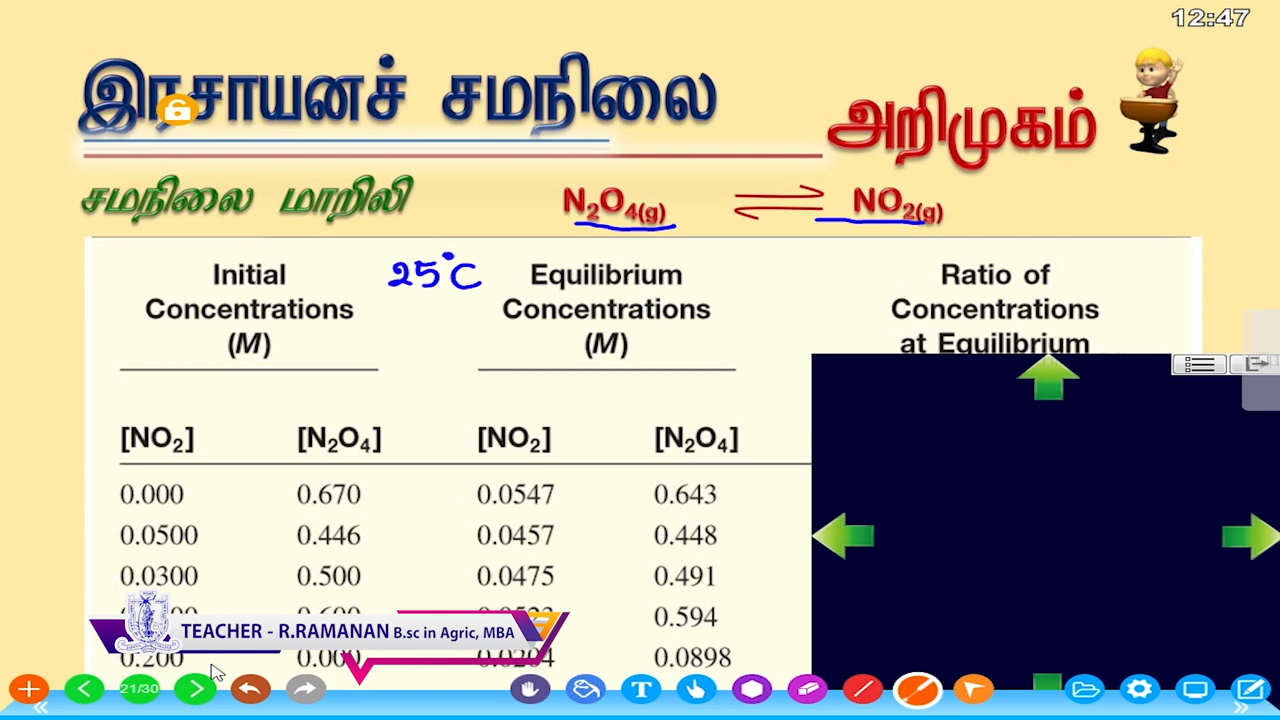 12:47
இரசாயனச் சமநிலை
அறிமுகம்
சமநிலை மாறிலி N₂O₄(g) ⇌ NO₂(g)
Initial Concentrations (M) 25°C Equilibrium Concentrations (M) Ratio of Concentrations at Equilibrium
[NO₂] [N₂O₄] [NO₂] [N₂O₄]
0.000 0.670 0.0547 0.643
0.0500 0.446 0.0457 0.448
0.0300 0.500 0.0475 0.491
0.594
TEACHER - R.RAMANAN B.sc in Agric, MBA
0.200 0.0898
21/30